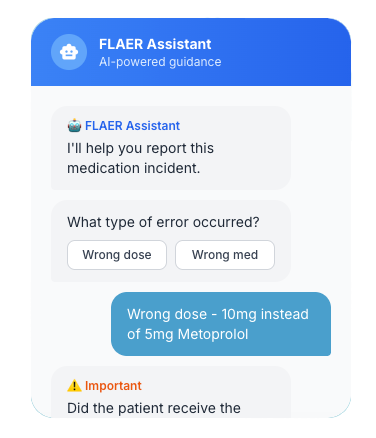 FLAER Assistant
AI-powered guidance
🤖 FLAER Assistant
I'll help you report this
medication incident.
What type of error occurred?
Wrong dose
Wrong med
Wrong dose - 10mg instead
of 5mg Metoprolol
⚠️ Important
Did the patient receive the